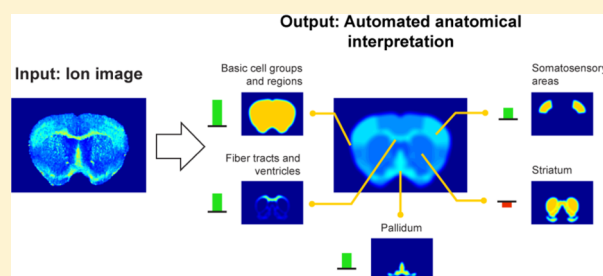 Output: Automated anatomical
interpretation
Input: Ion image
Basic cell groups
and regions
Somatosensory
areas
Fiber tracts and
ventricles
Striatum
Pallidum